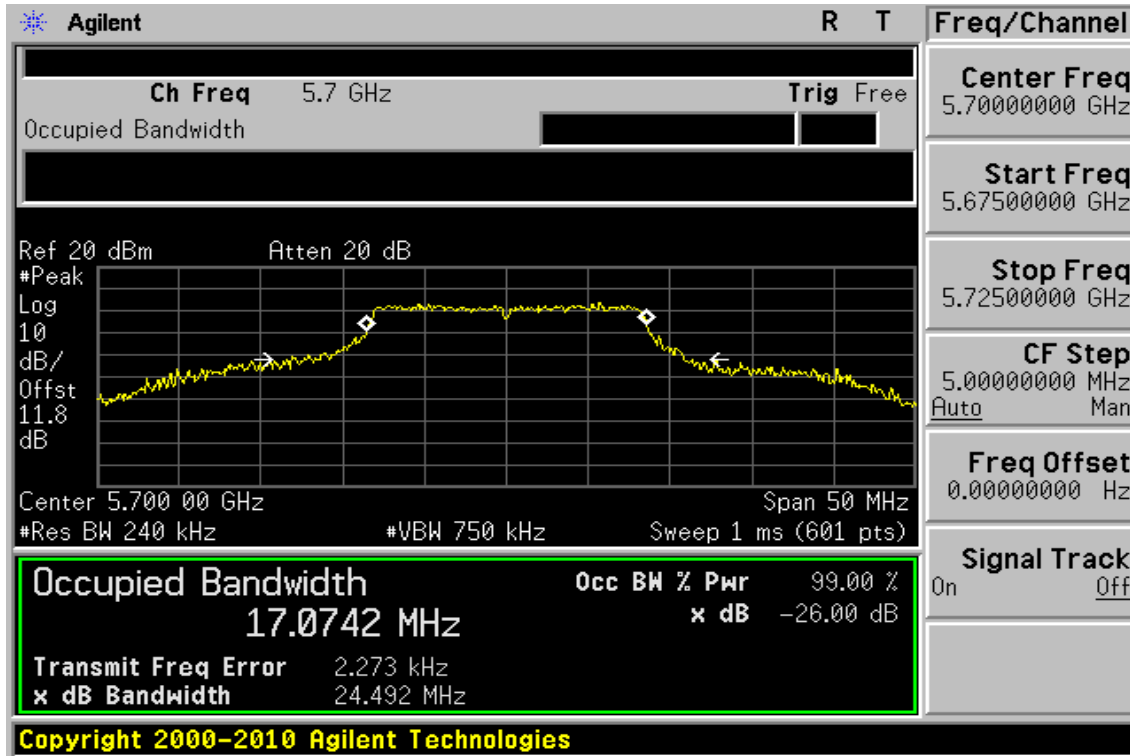 Agilent R T
Freq/Channel
Ch Freq 5.7 GHz Trig Free
Occupied Bandwidth
Center Freq
5.70000000 GHz
Start Freq
5.67500000 GHz
Stop Freq
5.72500000 GHz
CF Step
5.00000000 MHz
Auto Man
Freq Offset
0.00000000 Hz
Signal Track
On Off
Ref 20 dBm Atten 20 dB
#Peak
Log
10
dB/
Offst
11.8
dB
Center 5.700 00 GHz Span 50 MHz
#Res BW 240 kHz #VBW 750 kHz Sweep 1 ms (601 pts)
Occupied Bandwidth Occ BW % Pwr 99.00 %
17.0742 MHz x dB -26.00 dB
Transmit Freq Error 2.273 kHz
x dB Bandwidth 24.492 MHz
Copyright 2000-2010 Agilent Technologies